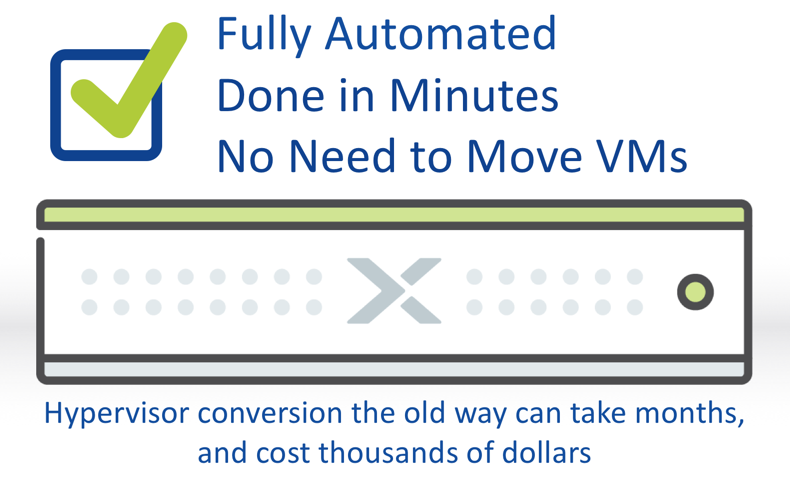 Fully Automated
Done in Minutes
No Need to Move VMs
Hypervisor conversion the old way can take months,
and cost thousands of dollars